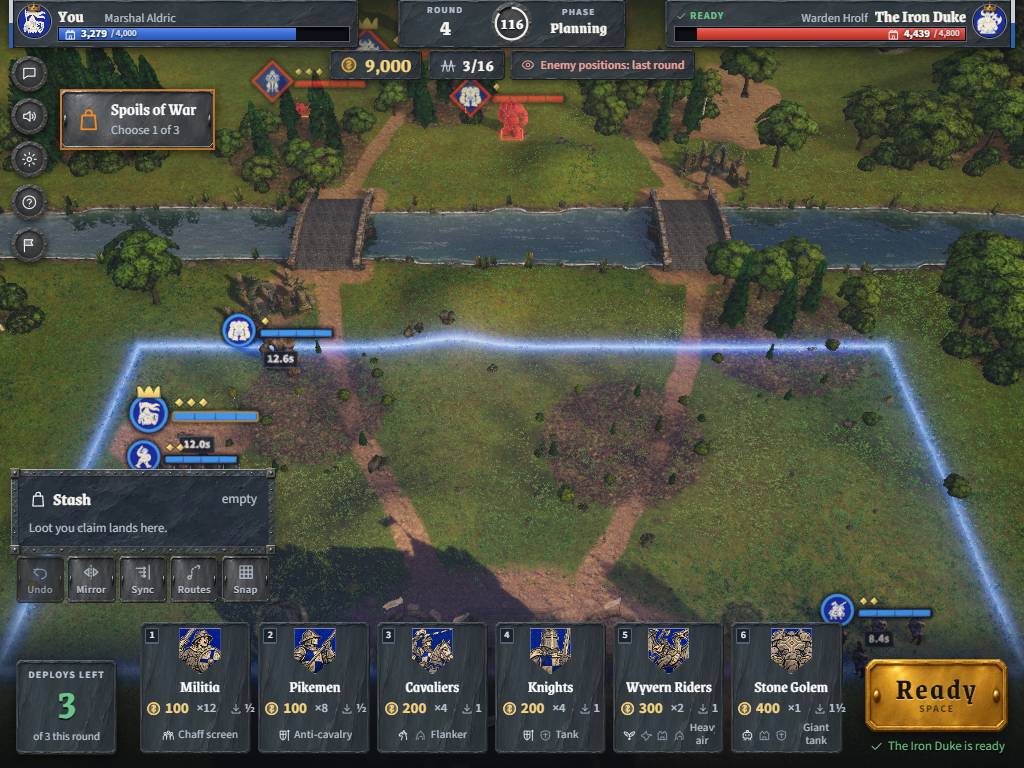 You Marshal Aldric
3,279 / 4,000
ROUND
4
116
PHASE
Planning
READY
Warden Hrolf The Iron Duke
4,439 / 4,800
9,000
3/16
Enemy positions: last round
Spoils of War
Choose 1 of 3
12.6s
12.0s
Stash empty
Loot you claim lands here.
Undo Mirror Sync Routes Snap
8.4s
DEPLOYS LEFT
3
of 3 this round
1
Militia
100 ×12 ½
Chaff screen
2
Pikemen
100 ×8 ½
Anti-cavalry
3
Cavaliers
200 ×4 1
Flanker
4
Knights
200 ×4 1
Tank
5
Wyvern Riders
300 ×2 1
Heav
air
6
Stone Golem
400 ×1 1½
Giant
tank
Ready
SPACE
The Iron Duke is ready